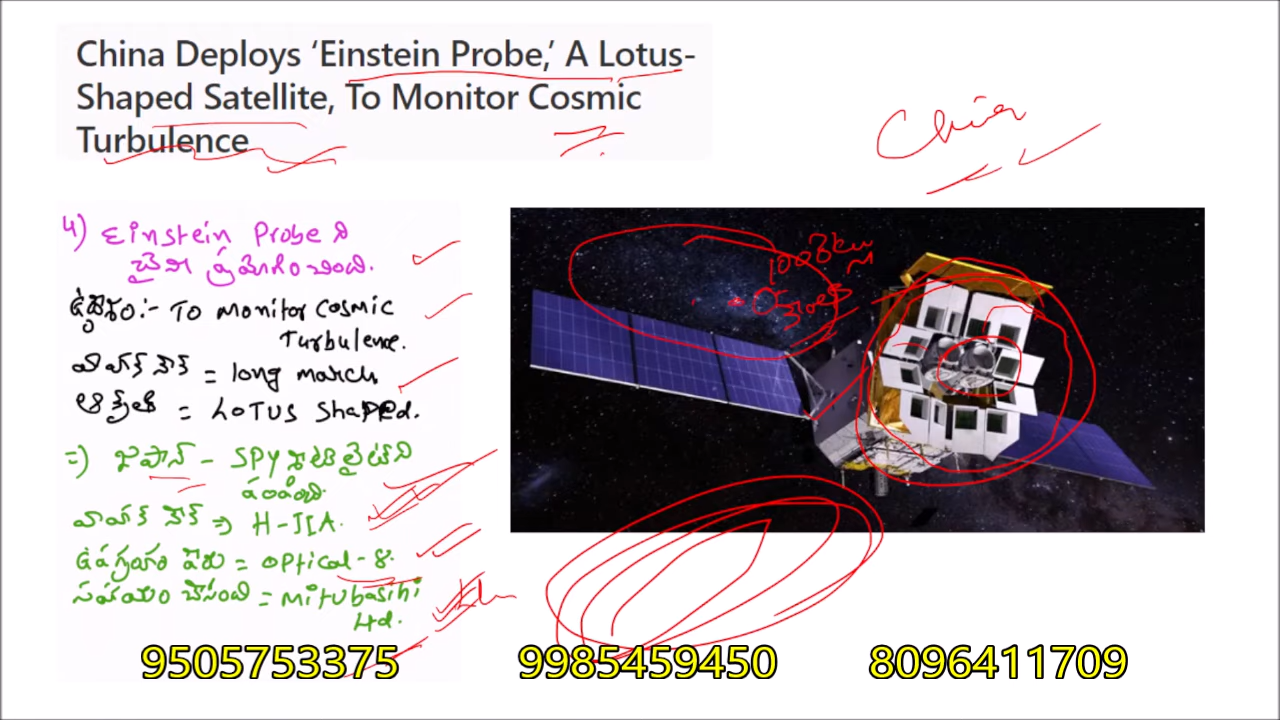 China Deploys ‘Einstein Probe,’ A Lotus-
Shaped Satellite, To Monitor Cosmic
Turbulence
China
4) Einstein Probe ని
చైనా ప్రయోగించింది.
ఉద్దేశం:- To monitor cosmic
Turbulence.
వాహక నౌక = long march
ఆకృతి = LOTUS Shaped.
=) జపాన్ - SPY శాటిలైట్ ని
పంపింది.
వాహక నౌక => H-IIA.
ఉపగ్రహం పేరు = optical-8.
సహాయం చేసింది = mitubasihi
Ltd.
9505753375
9985459450
8096411709